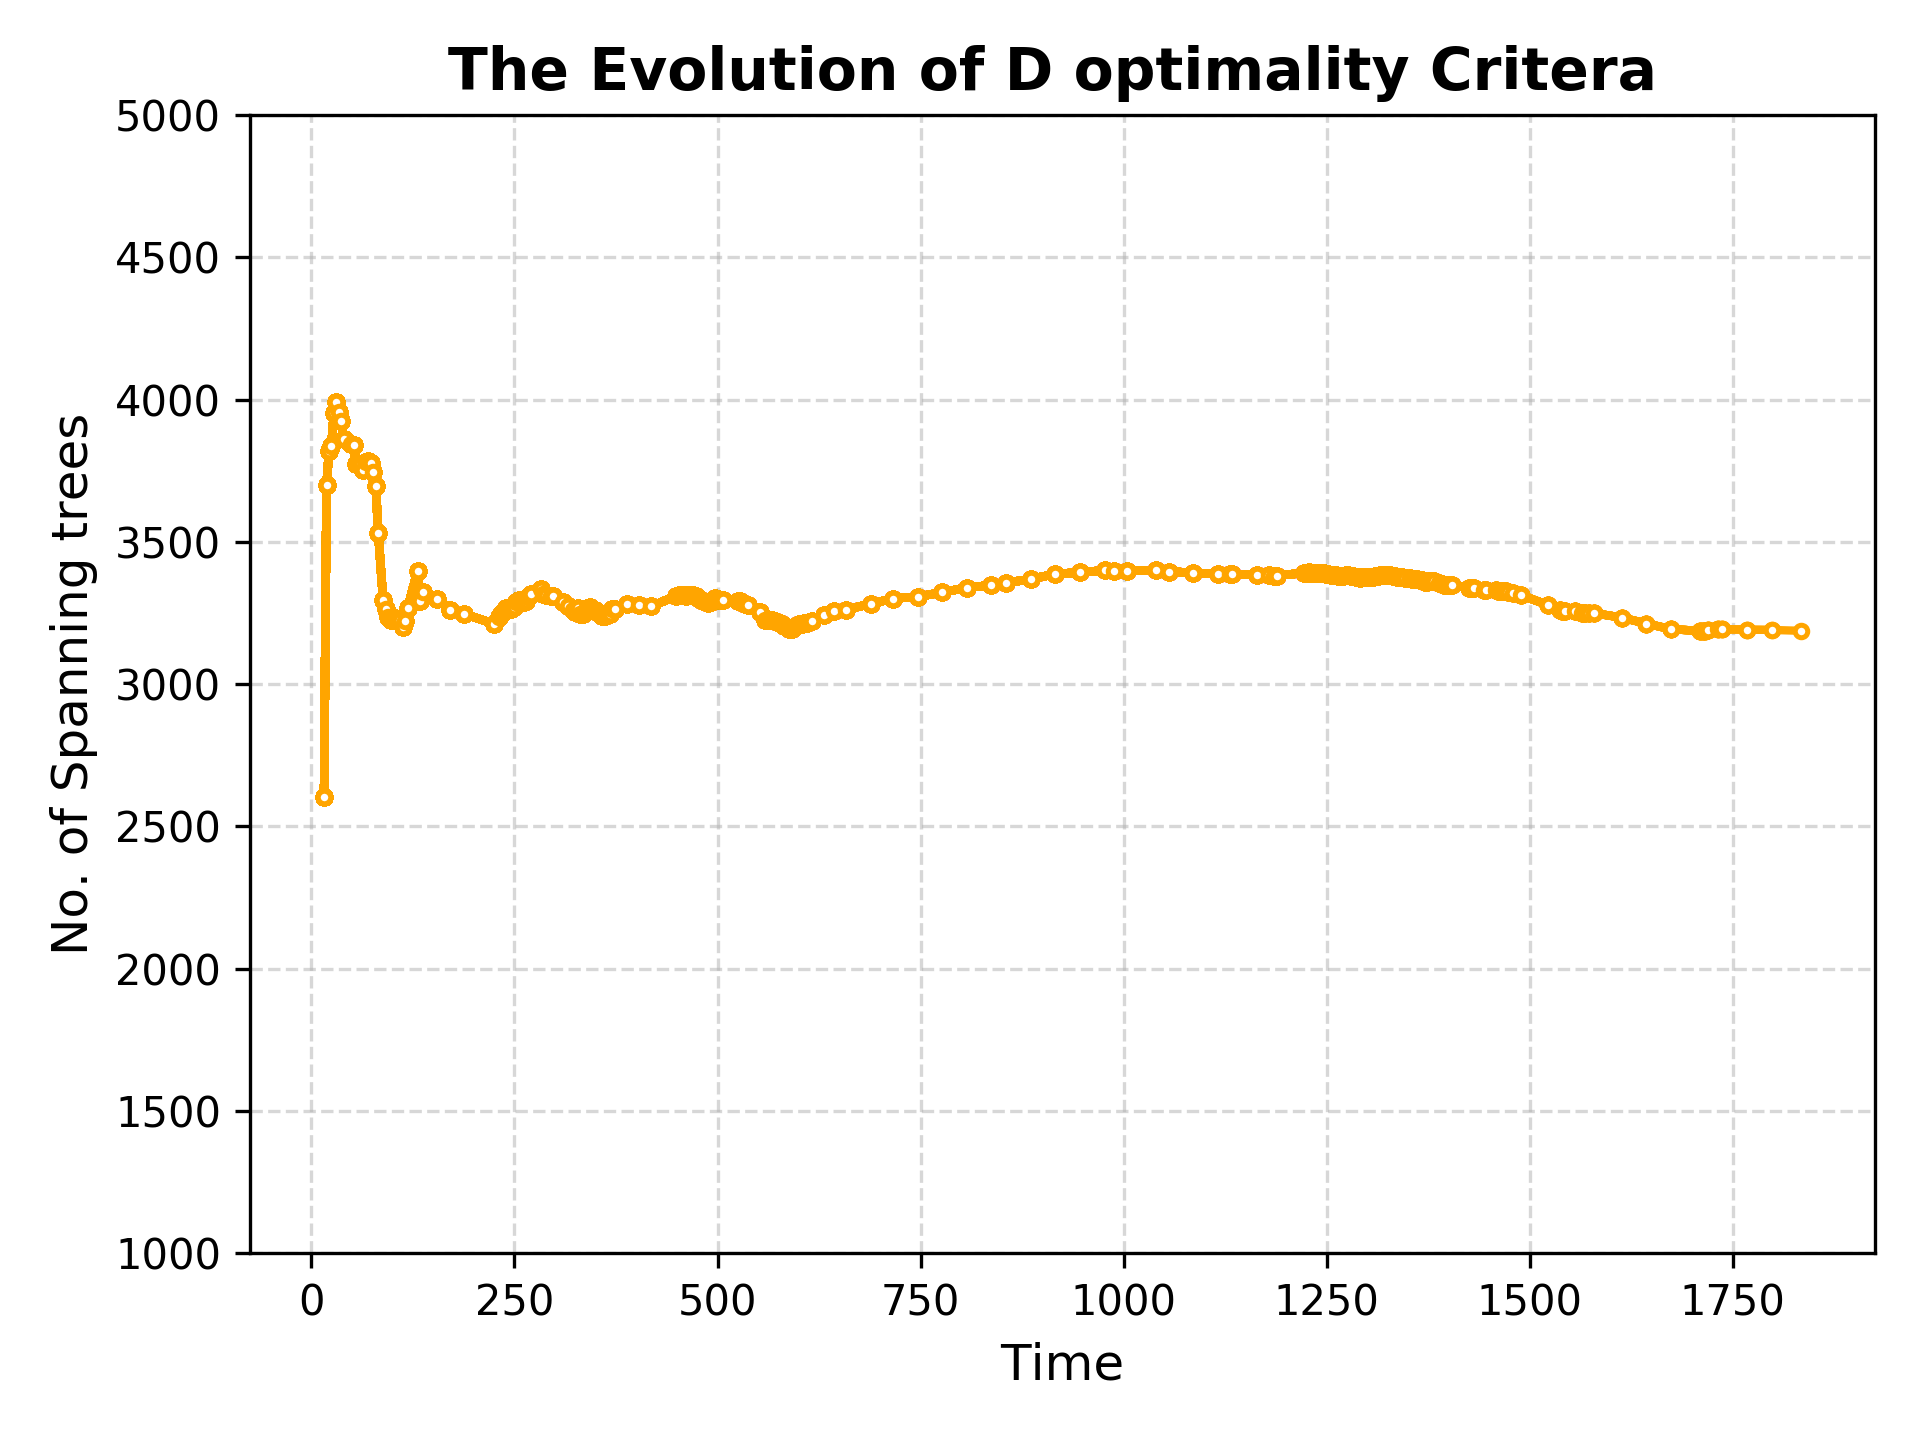 The Evolution of D optimality Critera
5000
4500
4000
3500
3000
2500
2000
1500
1000
No. of Spanning trees
0 250 500 750 1000 1250 1500 1750
Time